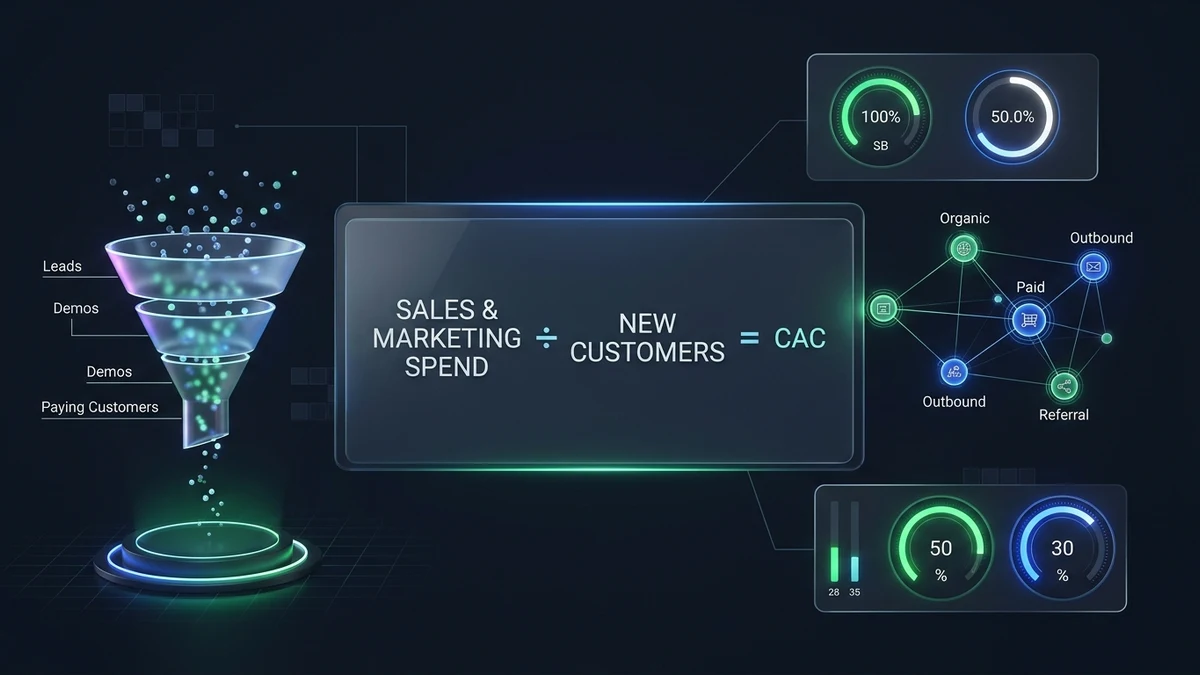 Leads
Demos
Demos
Paying Customers
SALES &
MARKETING
SPEND
÷
NEW
CUSTOMERS
= CAC
100%
SB
50.0%
Organic
Outbound
Paid
Outbound
Referral
28
35
50
%
30
%